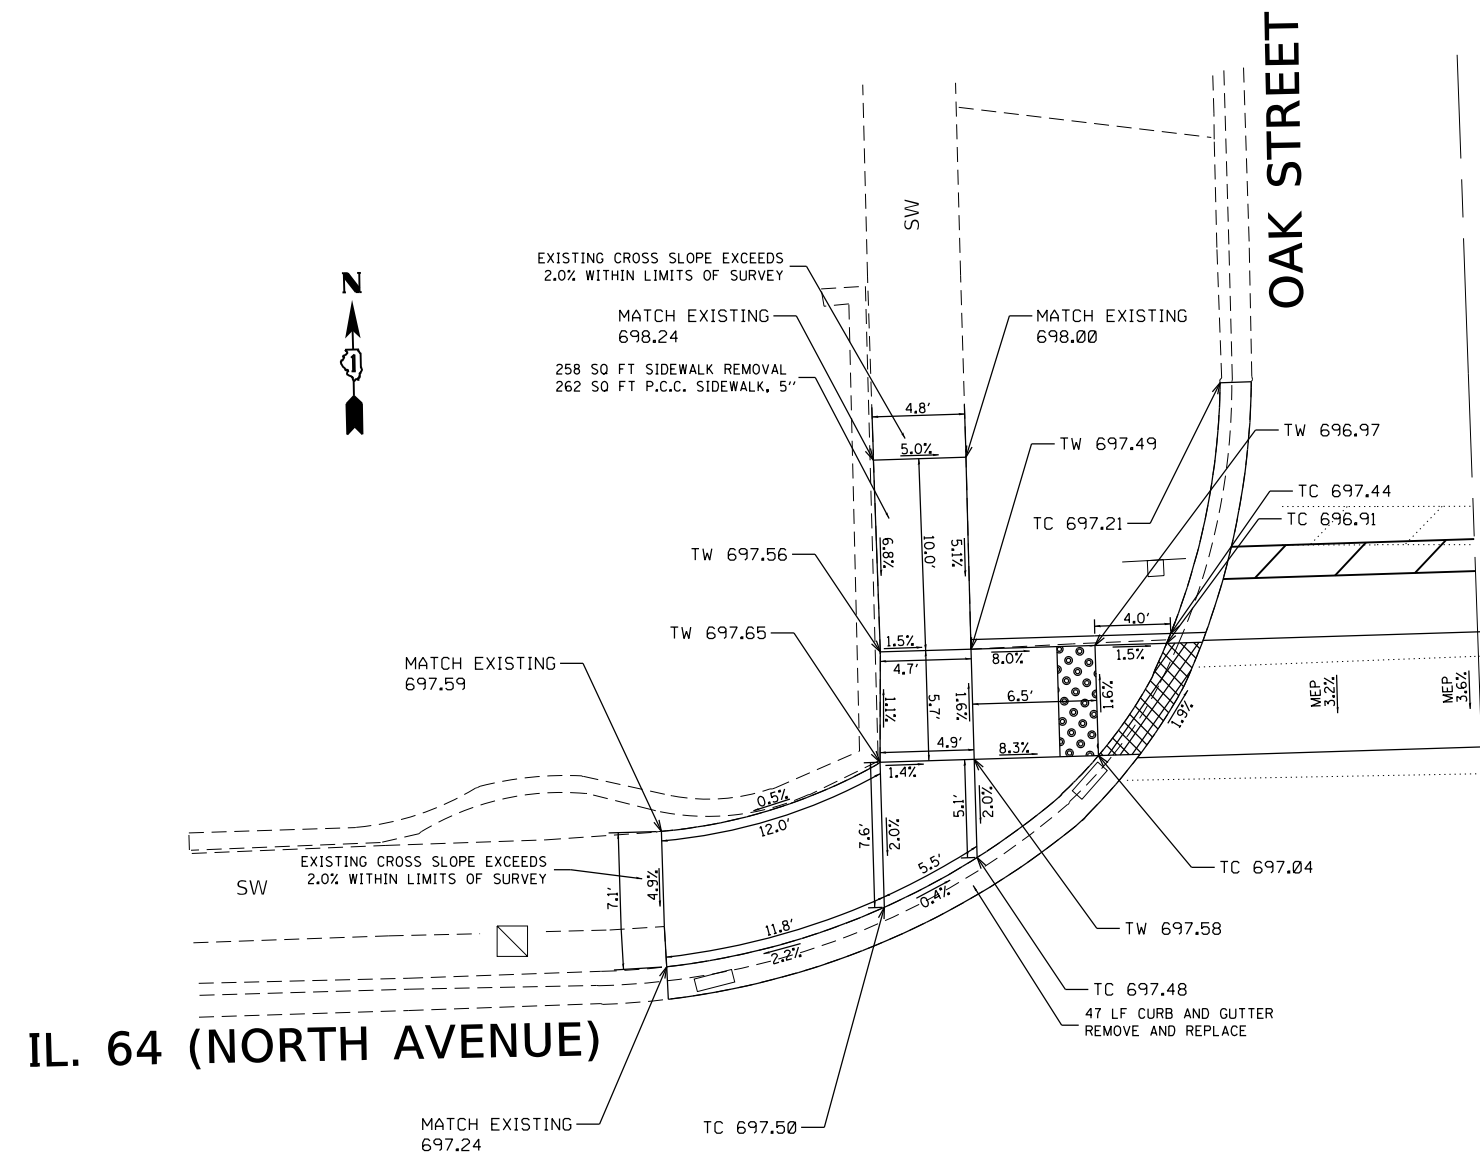 OAK STREET
SW
N
1
EXISTING CROSS SLOPE EXCEEDS
2.0% WITHIN LIMITS OF SURVEY
MATCH EXISTING
698.24
MATCH EXISTING
698.00
258 SQ FT SIDEWALK REMOVAL
262 SQ FT P.C.C. SIDEWALK, 5''
4.8'
5.0%
TW 697.49
TW 696.97
TC 697.44
TC 696.91
TC 697.21
6.8%
10.0'
5.1%
TW 697.56
TW 697.65
4.0'
1.5%
4.7'
8.0%
1.5%
MATCH EXISTING
697.59
1.1%
5.7'
1.6%
6.5'
1.6%
1.9%
MEP
3.2%
MEP
3.6%
4.9'
8.3%
1.4%
0.5%
12.0'
7.6'
2.0%
5.1'
2.0%
EXISTING CROSS SLOPE EXCEEDS
2.0% WITHIN LIMITS OF SURVEY
SW
7.1'
4.9%
5.5'
0.4%
TC 697.04
11.8'
2.2%
TW 697.58
TC 697.48
47 LF CURB AND GUTTER
REMOVE AND REPLACE
IL. 64 (NORTH AVENUE)
MATCH EXISTING
697.24
TC 697.50